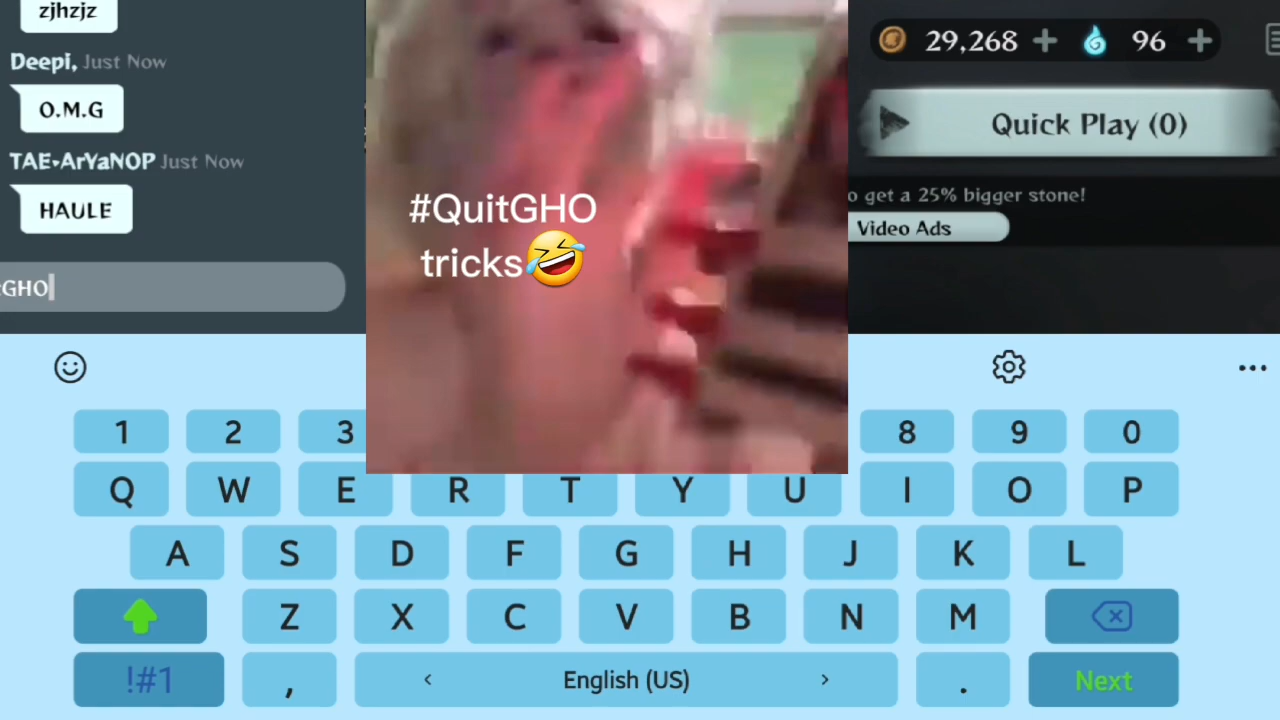 zjhzjz
Deepi, Just Now
O.M.G
TAE•ArYaNOP Just Now
HAULE
GHO
#QuitGHO
tricks🤣
29,268 + 96 +
Quick Play (0)
o get a 25% bigger stone!
Video Ads
1 2 3 8 9 0
Q W E R T Y U I O P
A S D F G H J K L
Z X C V B N M
!#1 , < English (US) > . Next